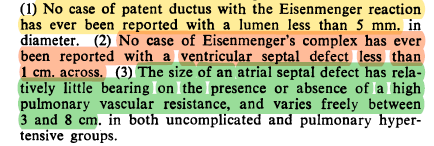 (1) No case of patent ductus with the Eisenmenger reaction
has ever been reported with a lumen less than 5 mm. in
diameter. (2) No case of Eisenmenger's complex has ever
been reported with a ventricular septal defect less than
1 cm. across. (3) The size of an atrial septal defect has rela-
tively little bearing on the presence or absence of a high
pulmonary vascular resistance, and varies freely between
3 and 8 cm. in both uncomplicated and pulmonary hyper-
tensive groups.